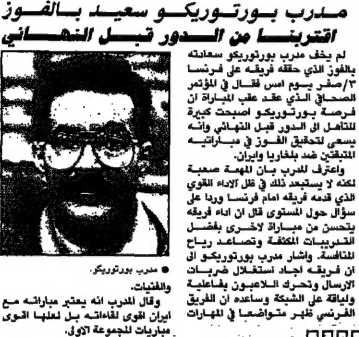 مدرب بورتوريكو سعيد بالفوز
اقتربنا من الدور قبل النهائي
لم يخف مدرب بورتوريكو سعادته
بالفوز الذي حققه فريقه على فرنسا
٣/صفر يوم امس فقال في المؤتمر
الصحافي الذي عقد عقب المباراة ان
فرصة بورتوريكو اصبحت كبيرة
للتأهل الى الدور قبل النهائي وأنه
يسعى لتحقيق الفوز في مباراتيه
المتبقتين ضد بلغاريا وايران.
واعترف المدرب بان المهمة صعبة
لكنه لا يستبعد ذلك في ظل الاداء القوي
الذي قدمه فريقه امام فرنسا وردا على
سؤال حول المستوى قال ان اداء فريقه
يتحسن من مباراة لاخرى بفضل
التدريبات المكثفة وتصاعد رياح
المنافسة. واشار مدرب بورتوريكو الى
ان فريقه اجاد استغلال ضربات
الارسال وتحرك اللاعبون بفاعلية
ولياقة على الشبكة وساعده ان الفريق
الفرنسي ظهر متواضعا في المهارات
● مدرب بورتوريكو.
والفنيات.
وقال المدرب انه يعتبر مباراته مع
ايران اقوى لقاءاته بل لعلها اقوى
مباريات المجموعة الاولى.